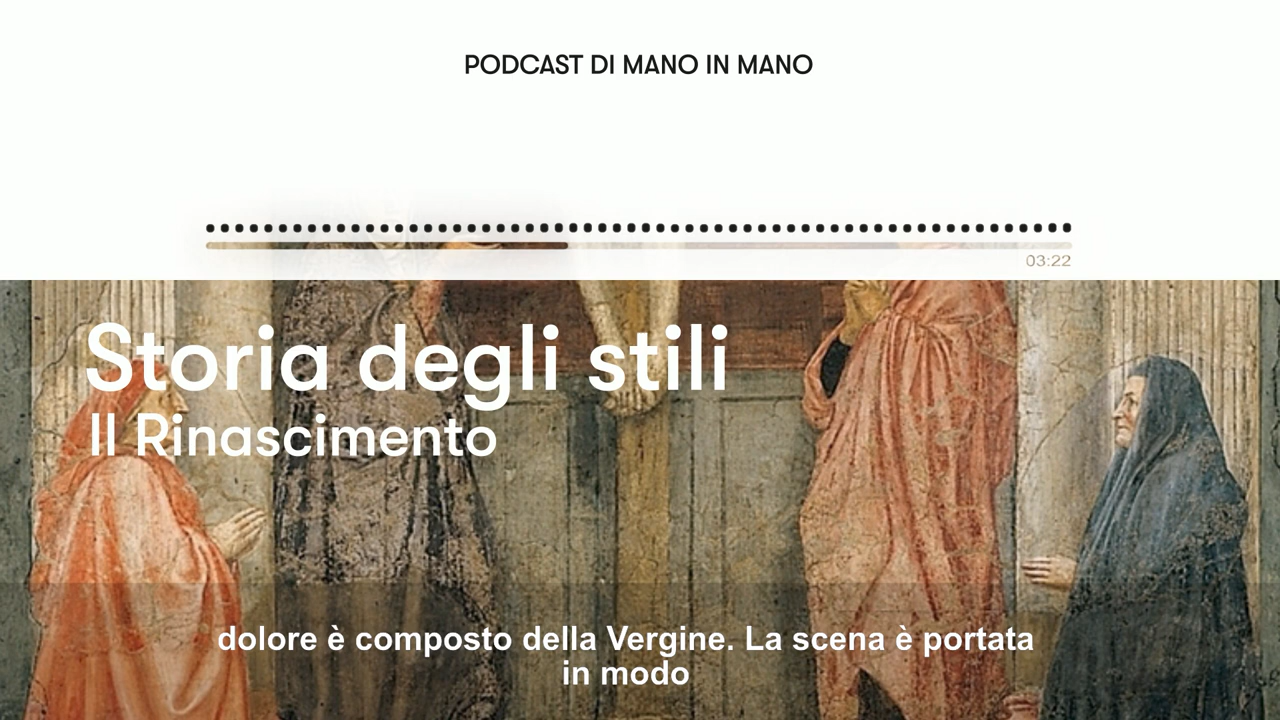 PODCAST DI MANO IN MANO
03:22
Storia degli stili
Il Rinascimento
dolore è composto della Vergine. La scena è portata
in modo